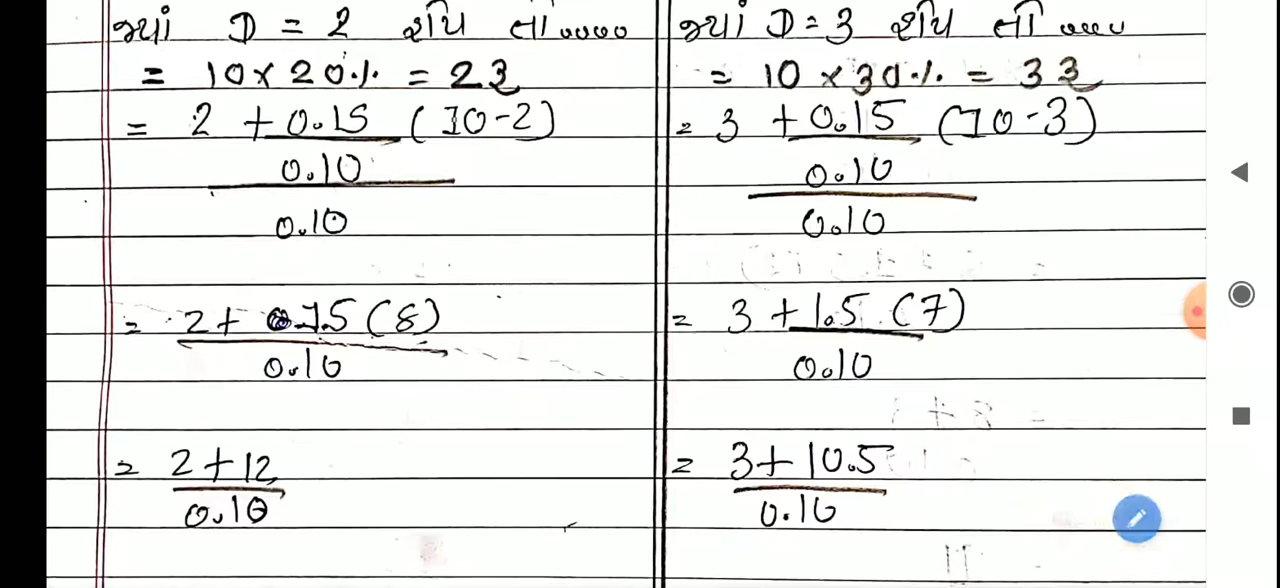 જ્યાં D = 2 હોય તો ....
= 10 × 20% = 2રૂ
= 2 + 0.15 (10-2)
0.10
0.10
= 2 + 1.5 (8)
0.10
= 2 + 12
0.10
જ્યાં D = 3 હોય તો ....
= 10 × 30% = 3રૂ
= 3 + 0.15 (10-3)
0.10
0.10
= 3 + 1.5 (7)
0.10
= 3 + 10.5
0.10